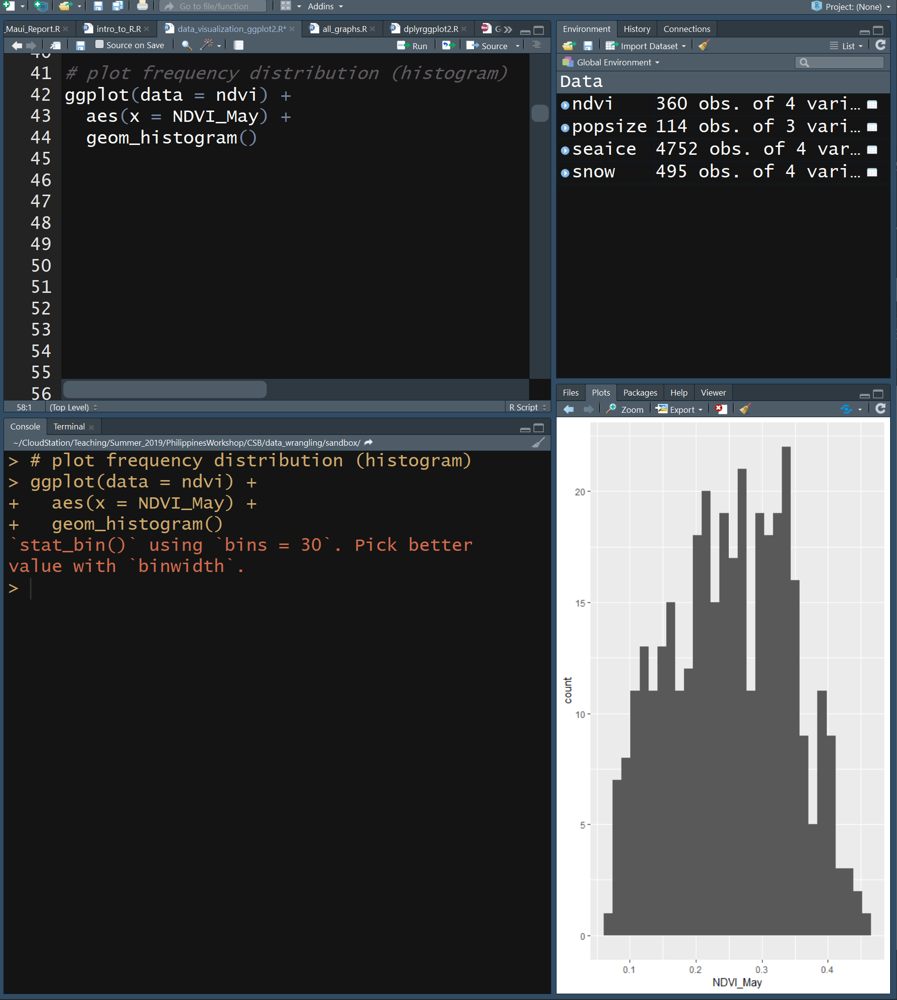 Go to file/function
Addins
Project: (None)
_Maui_Report.R
intro_to_R.R
data_visualization_ggplot2.R*
all_graphs.R
dplyrggplot2.R
Source on Save
Run
Source
41 # plot frequency distribution (histogram)
42 ggplot(data = ndvi) +
43 aes(x = NDVI_May) +
44 geom_histogram()
45
46
47
48
49
50
51
52
53
54
55
56
58:1
(Top Level)
R Script
Console
Terminal
~/CloudStation/Teaching/Summer_2019/PhilippinesWorkshop/CSB/data_wrangling/sandbox/
> # plot frequency distribution (histogram)
> ggplot(data = ndvi) +
+ aes(x = NDVI_May) +
+ geom_histogram()
`stat_bin()` using `bins = 30`. Pick better
value with `binwidth`.
>
Environment
History
Connections
Import Dataset
List
Global Environment
Data
ndvi 360 obs. of 4 vari…
popsize 114 obs. of 3 vari…
seaice 4752 obs. of 4 var…
snow 495 obs. of 4 vari…
Files
Plots
Packages
Help
Viewer
Zoom
Export
20
15
10
5
0
count
0.1
0.2
0.3
0.4
NDVI_May